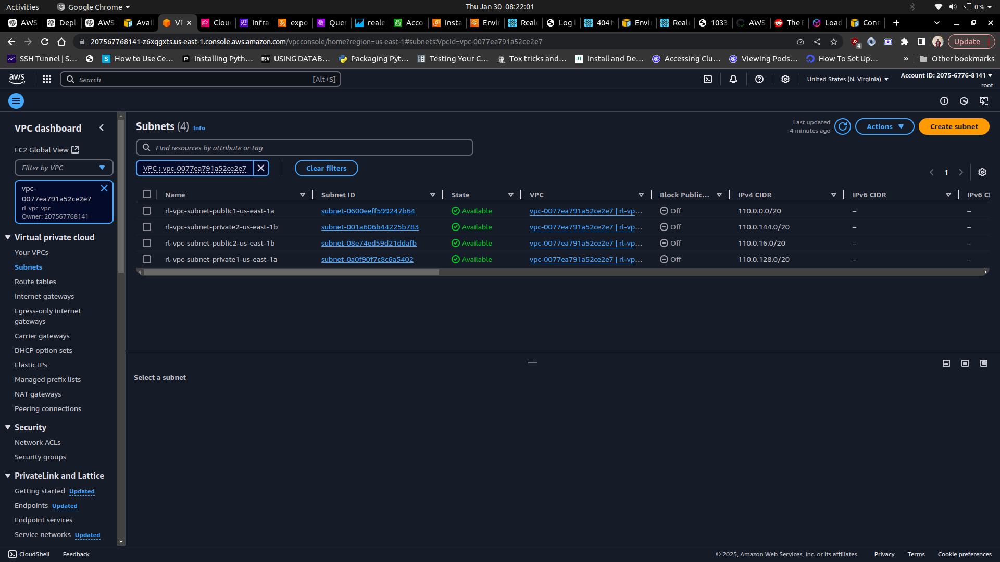 Activities
Google Chrome
Thu Jan 30 08:22:01
0 %
AWS
Depl
AWS
Avail
VP
Clou
Infra
expo
Quer
reale
Acco
Insta
Envir
Reale
Log i
404 N
Envir
Reale
1033
AWS
The B
Load
Conn
207567768141-z6xqgxts.us-east-1.console.aws.amazon.com/vpcconsole/home?region=us-east-1#subnets:VpcId=vpc-0077ea791a52ce2e7
4
Update
SSH Tunnel | S...
How to Use Ce...
Installing Pyth...
DEV USING DATAB...
Packaging Pyt...
Testing Your C...
Tox tricks and...
UT Install and De...
Accessing Clu...
Viewing Pods...
How To Set Up...
»
Other bookmarks
aws
Search
[Alt+S]
United States (N. Virginia)
Account ID: 2075-6776-8141
root
VPC dashboard
EC2 Global View
Filter by VPC
vpc-
0077ea791a52ce2e7
rl-vpc-vpc
Owner: 207567768141
Virtual private cloud
Your VPCs
Subnets
Route tables
Internet gateways
Egress-only internet
gateways
Carrier gateways
DHCP option sets
Elastic IPs
Managed prefix lists
NAT gateways
Peering connections
Security
Network ACLs
Security groups
PrivateLink and Lattice
Getting started Updated
Endpoints Updated
Endpoint services
Service networks Updated
Subnets (4) Info
Last updated
4 minutes ago
Actions
Create subnet
Find resources by attribute or tag
VPC : vpc-0077ea791a52ce2e7
Clear filters
1
Name Subnet ID State VPC Block Public... IPv4 CIDR IPv6 CIDR IPv6 CI
rl-vpc-subnet-public1-us-east-1a subnet-0600eeff599247b64 Available vpc-0077ea791a52ce2e7 | rl-vp... Off 110.0.0.0/20 – –
rl-vpc-subnet-private2-us-east-1b subnet-001a606b44225b783 Available vpc-0077ea791a52ce2e7 | rl-vp... Off 110.0.144.0/20 – –
rl-vpc-subnet-public2-us-east-1b subnet-08e74ed59d21ddafb Available vpc-0077ea791a52ce2e7 | rl-vp... Off 110.0.16.0/20 – –
rl-vpc-subnet-private1-us-east-1a subnet-0a0f90f7c8c6a5402 Available vpc-0077ea791a52ce2e7 | rl-vp... Off 110.0.128.0/20 – –
Select a subnet
CloudShell
Feedback
© 2025, Amazon Web Services, Inc. or its affiliates.
Privacy
Terms
Cookie preferences